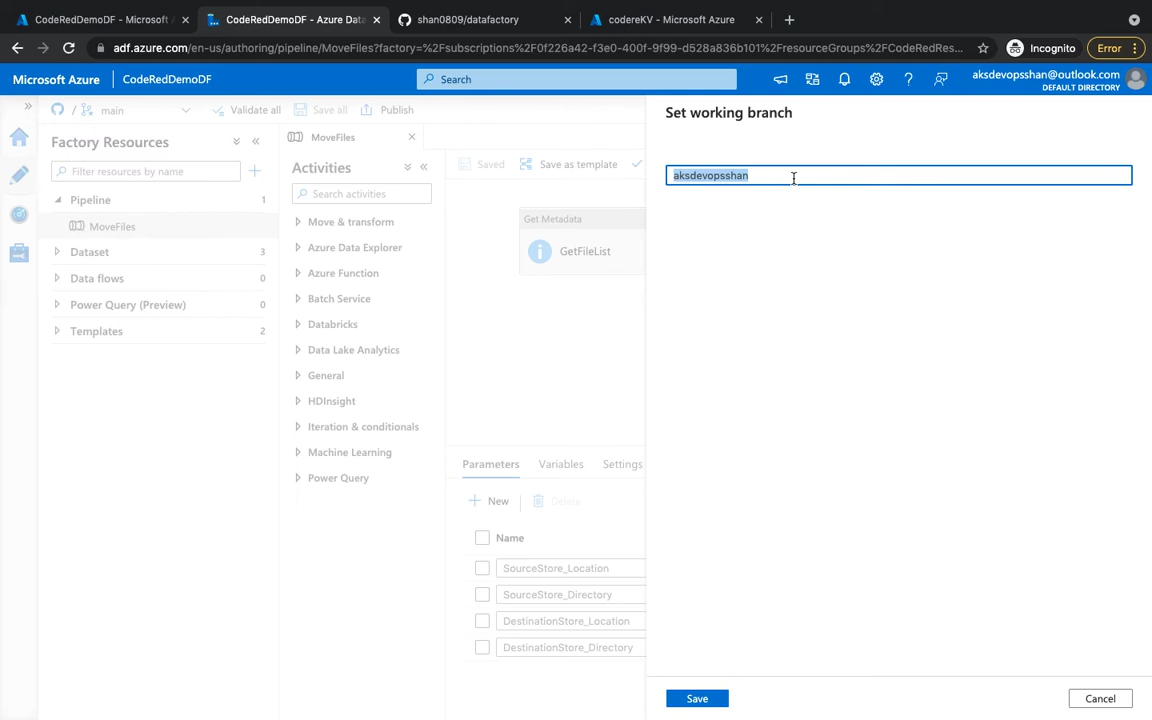 CodeRedDemoDF - Microsoft A
CodeRedDemoDF - Azure Data
shan0809/datafactory
codereKV - Microsoft Azure
adf.azure.com/en-us/authoring/pipeline/MoveFiles?factory=%2Fsubscriptions%2F0f226a42-f3e0-400f-9f99-d528a836b101%2FresourceGroups%2FCodeRedRes...
Incognito
Error
Microsoft Azure
CodeRedDemoDF
Search
aksdevopsshan@outlook.com
DEFAULT DIRECTORY
/ main
Validate all
Save all
Publish
Factory Resources
Filter resources by name
Pipeline 1
MoveFiles
Dataset 3
Data flows 0
Power Query (Preview) 0
Templates 2
MoveFiles
Activities
Search activities
Move & transform
Azure Data Explorer
Azure Function
Batch Service
Databricks
Data Lake Analytics
General
HDInsight
Iteration & conditionals
Machine Learning
Power Query
Saved
Save as template
Get Metadata
GetFileList
Parameters
Variables
Settings
New
Delete
Name
SourceStore_Location
SourceStore_Directory
DestinationStore_Location
DestinationStore_Directory
Set working branch
aksdevopsshan
Save
Cancel